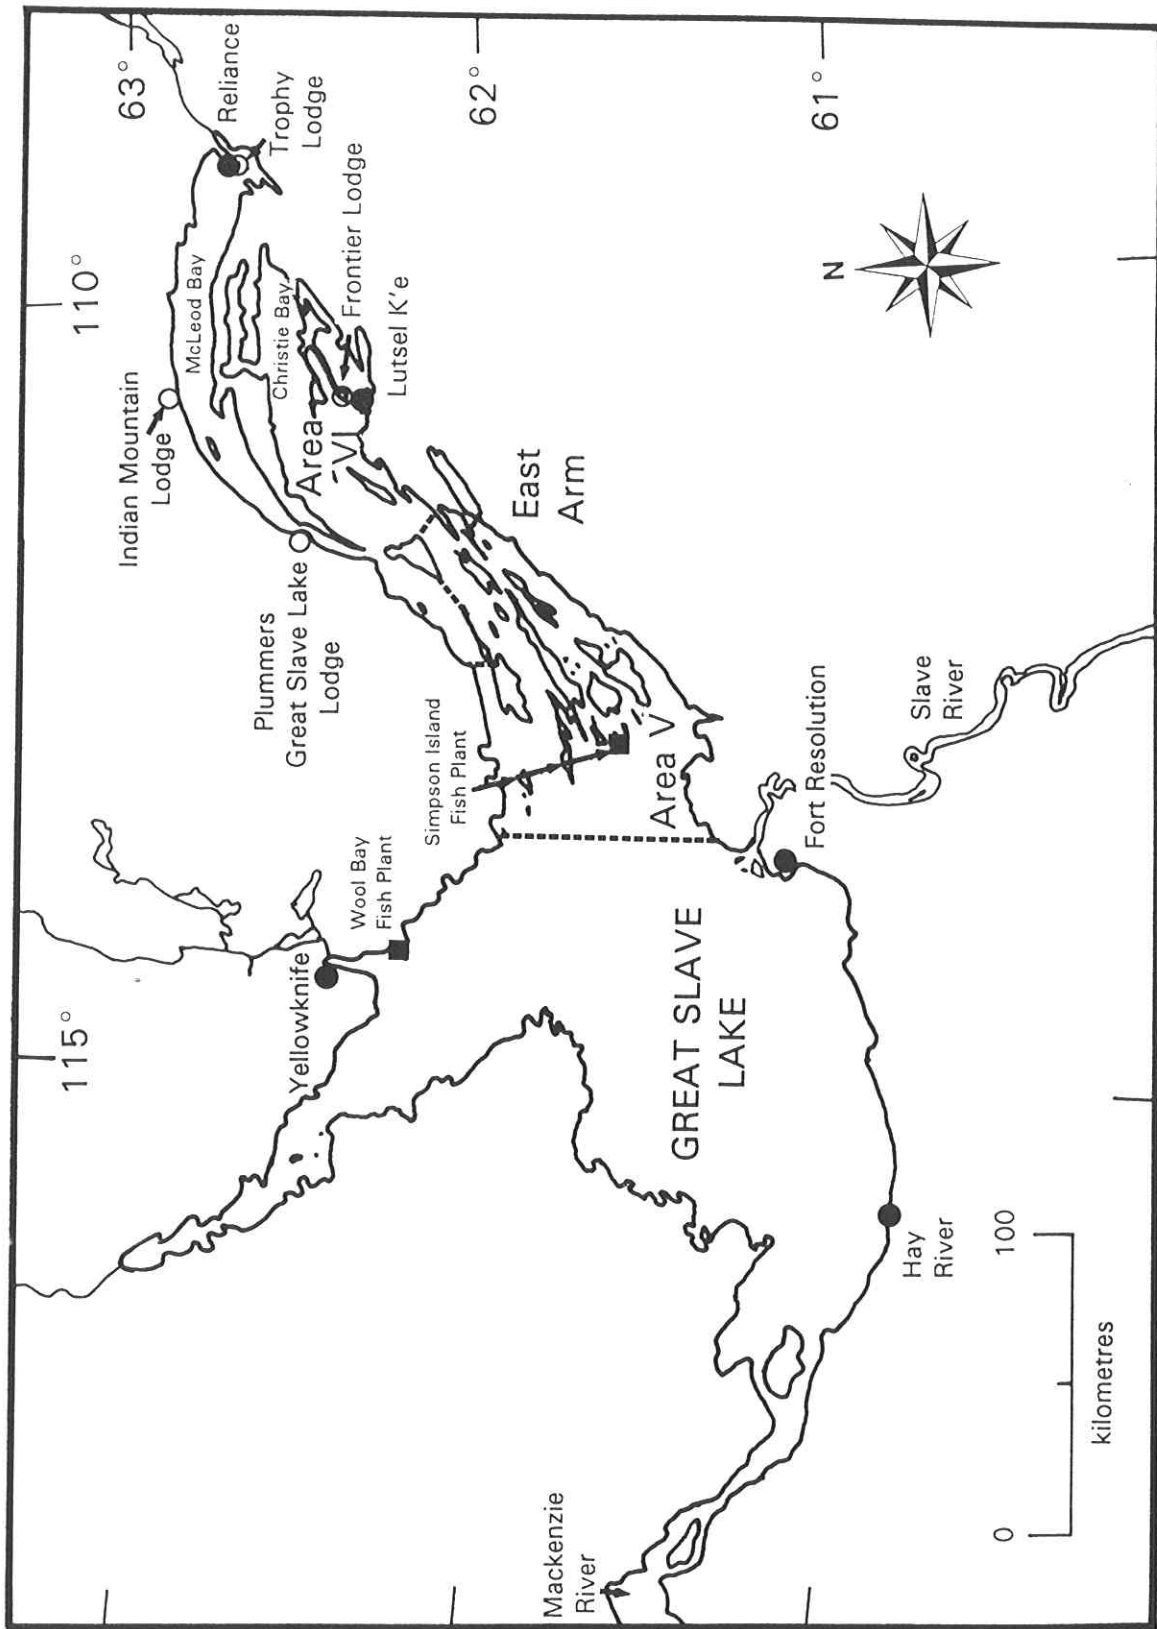 115°
110°
63°
62°
61°
Indian Mountain
Lodge
Plummers
Great Slave Lake
Lodge
McLeod Bay
Christie Bay
Reliance
Trophy
Lodge
Frontier Lodge
Lutsel K'e
Area
VI
East
Arm
Yellowknife
Wool Bay
Fish Plant
Simpson Island
Fish Plant
Area V
GREAT SLAVE
LAKE
Fort Resolution
Slave
River
Hay
River
Mackenzie
River
N
0
100
kilometres